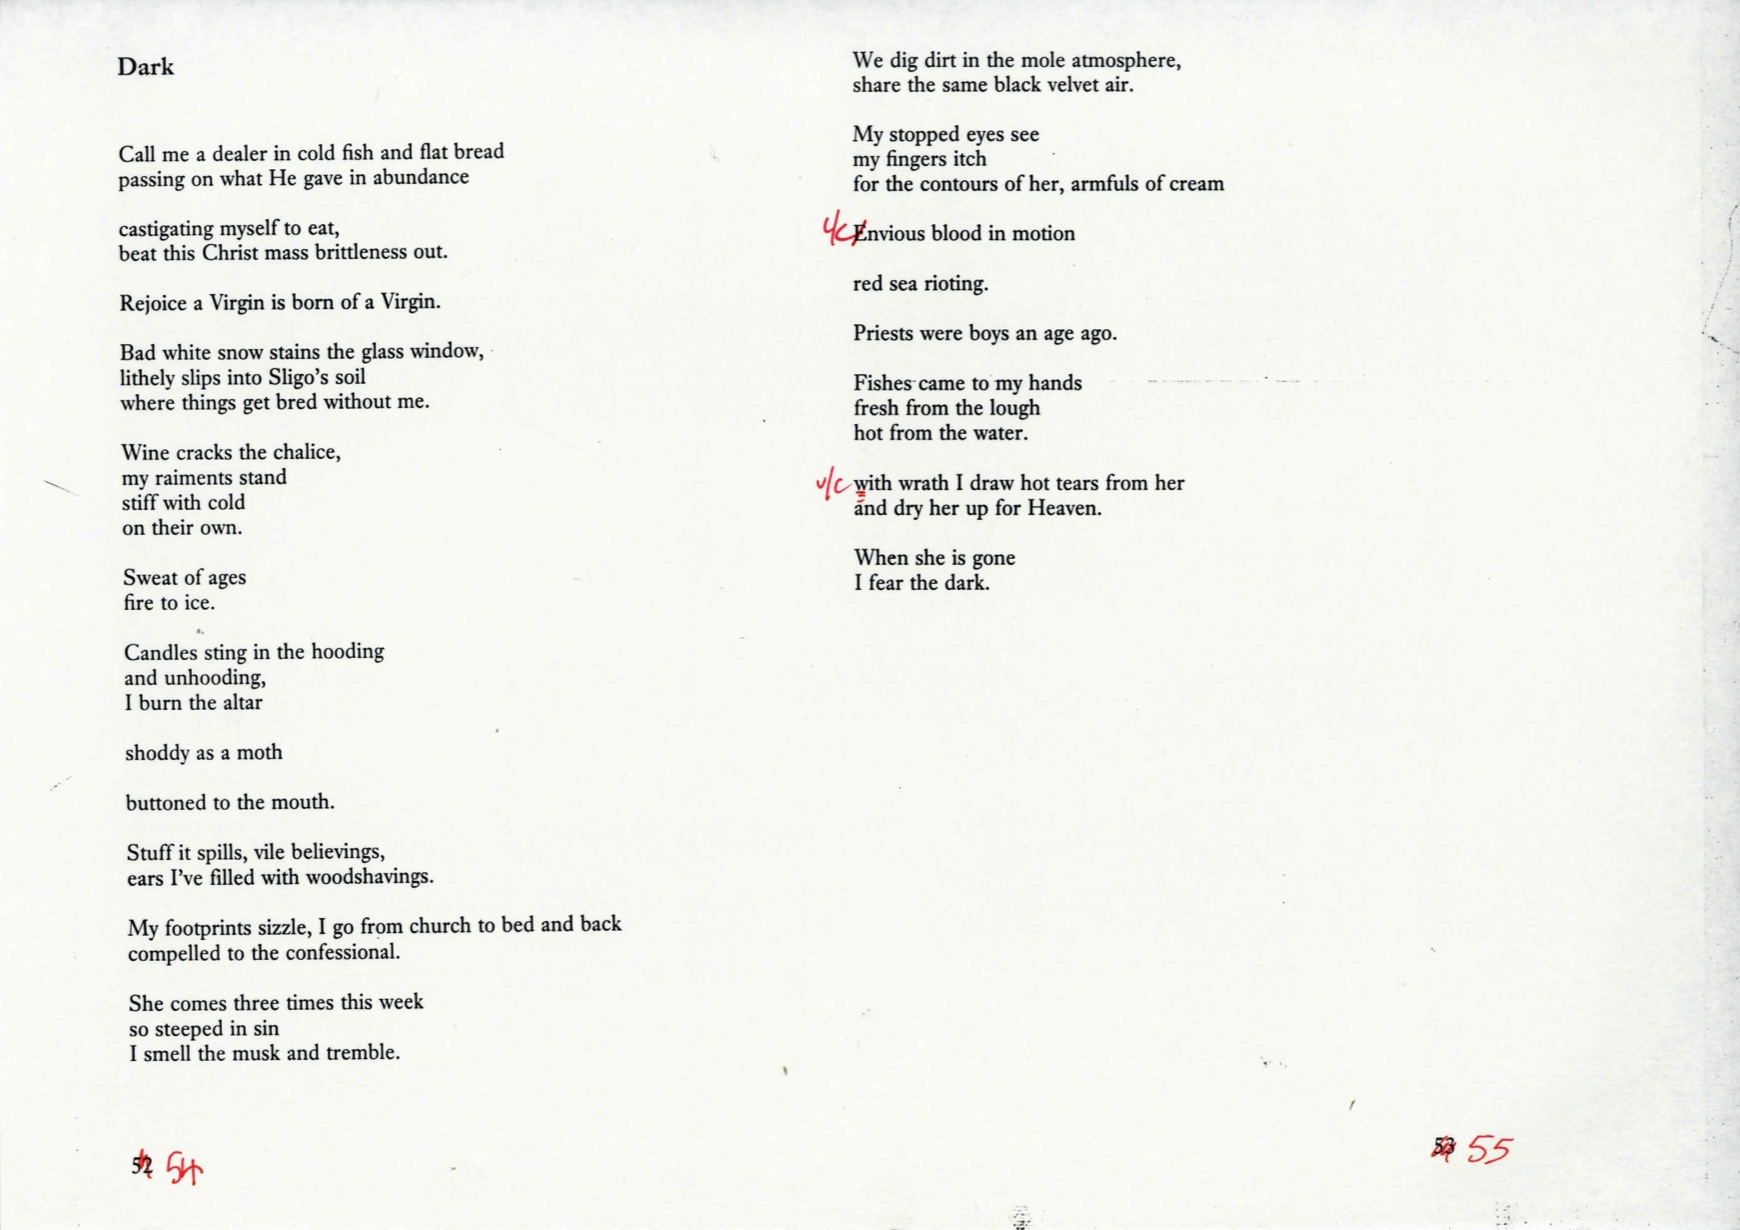 Dark
Call me a dealer in cold fish and flat bread
passing on what He gave in abundance
castigating myself to eat,
beat this Christ mass brittleness out.
Rejoice a Virgin is born of a Virgin.
Bad white snow stains the glass window,
lithely slips into Sligo's soil
where things get bred without me.
Wine cracks the chalice,
my raiments stand
stiff with cold
on their own.
Sweat of ages
fire to ice.
Candles sting in the hooding
and unhooding,
I burn the altar
shoddy as a moth
buttoned to the mouth.
Stuff it spills, vile believings,
ears I've filled with woodshavings.
My footprints sizzle, I go from church to bed and back
compelled to the confessional.
She comes three times this week
so steeped in sin
I smell the musk and tremble.
52 54
We dig dirt in the mole atmosphere,
share the same black velvet air.
My stopped eyes see
my fingers itch
for the contours of her, armfuls of cream
Envious blood in motion
red sea rioting.
Priests were boys an age ago.
Fishes came to my hands
fresh from the lough
hot from the water.
u/c with wrath I draw hot tears from her
and dry her up for Heaven.
When she is gone
I fear the dark.
53 55